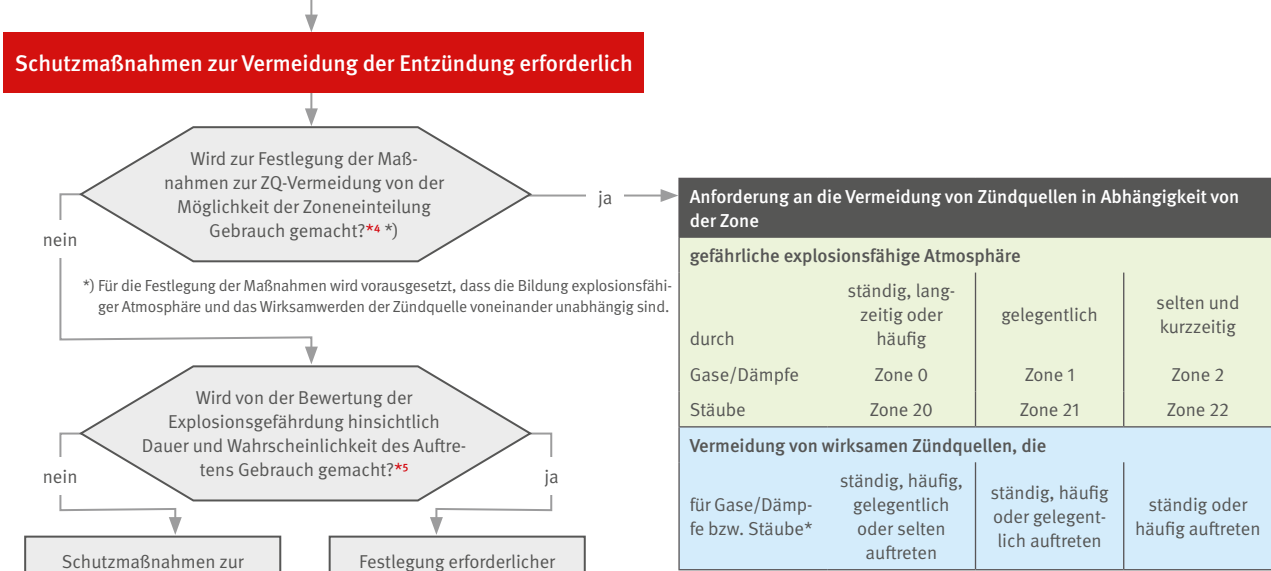 Schutzmaßnahmen zur Vermeidung der Entzündung erforderlich
Wird zur Festlegung der Maß-
nahmen zur ZQ-Vermeidung von der
Möglichkeit der Zoneneinteilung
Gebrauch gemacht?*4 *)
ja
nein
*) Für die Festlegung der Maßnahmen wird vorausgesetzt, dass die Bildung explosionsfähi-
ger Atmosphäre und das Wirksamwerden der Zündquelle voneinander unabhängig sind.
Wird von der Bewertung der
Explosionsgefährdung hinsichtlich
Dauer und Wahrscheinlichkeit des Auftre-
tens Gebrauch gemacht?*5
nein
ja
Schutzmaßnahmen zur
Festlegung erforderlicher
Anforderung an die Vermeidung von Zündquellen in Abhängigkeit von
der Zone
gefährliche explosionsfähige Atmosphäre
durch
ständig, lang-
zeitig oder
häufig
gelegentlich
selten und
kurzzeitig
Gase/Dämpfe Zone 0 Zone 1 Zone 2
Stäube Zone 20 Zone 21 Zone 22
Vermeidung von wirksamen Zündquellen, die
für Gase/Dämp-
fe bzw. Stäube*
ständig, häufig,
gelegentlich
oder selten
auftreten
ständig, häufig
oder gelegent-
lich auftreten
ständig oder
häufig auftreten